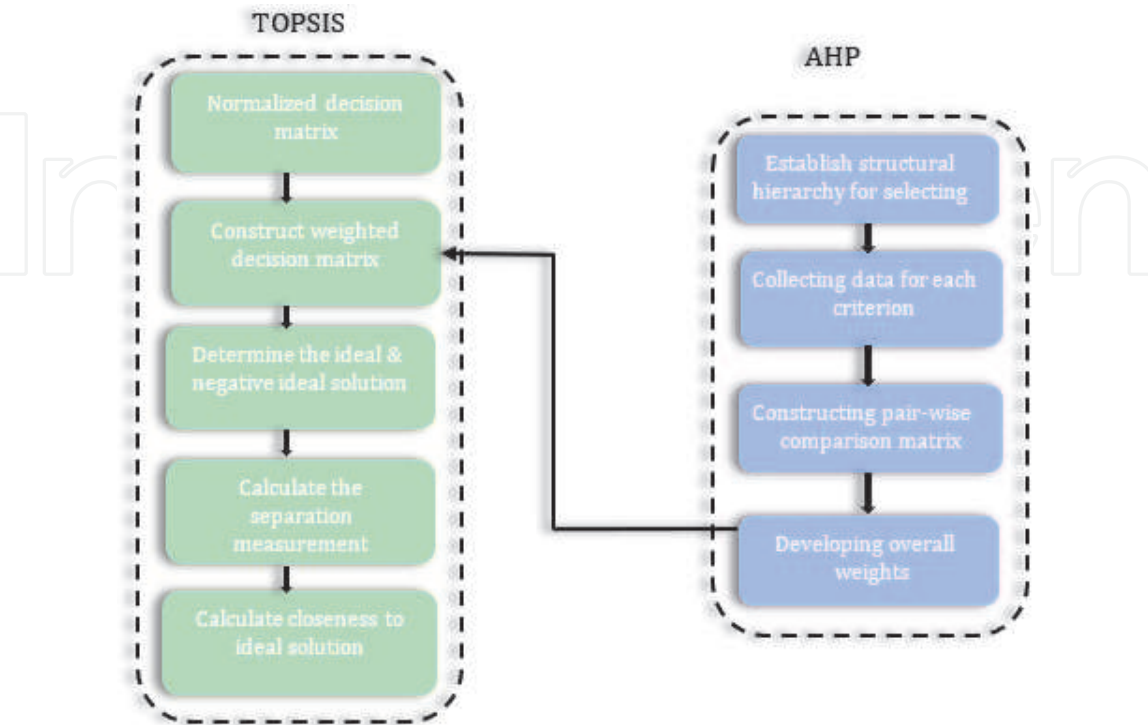 TOPSIS
Normalized decision
matrix
Construct weighted
decision matrix
Determine the ideal &
negative ideal solution
Calculate the
separation
measurement
Calculate closeness to
ideal solution
AHP
Establish structural
hierarchy for selecting
Collecting data for each
criterion
Constructing pair-wise
comparison matrix
Developing overall
weights